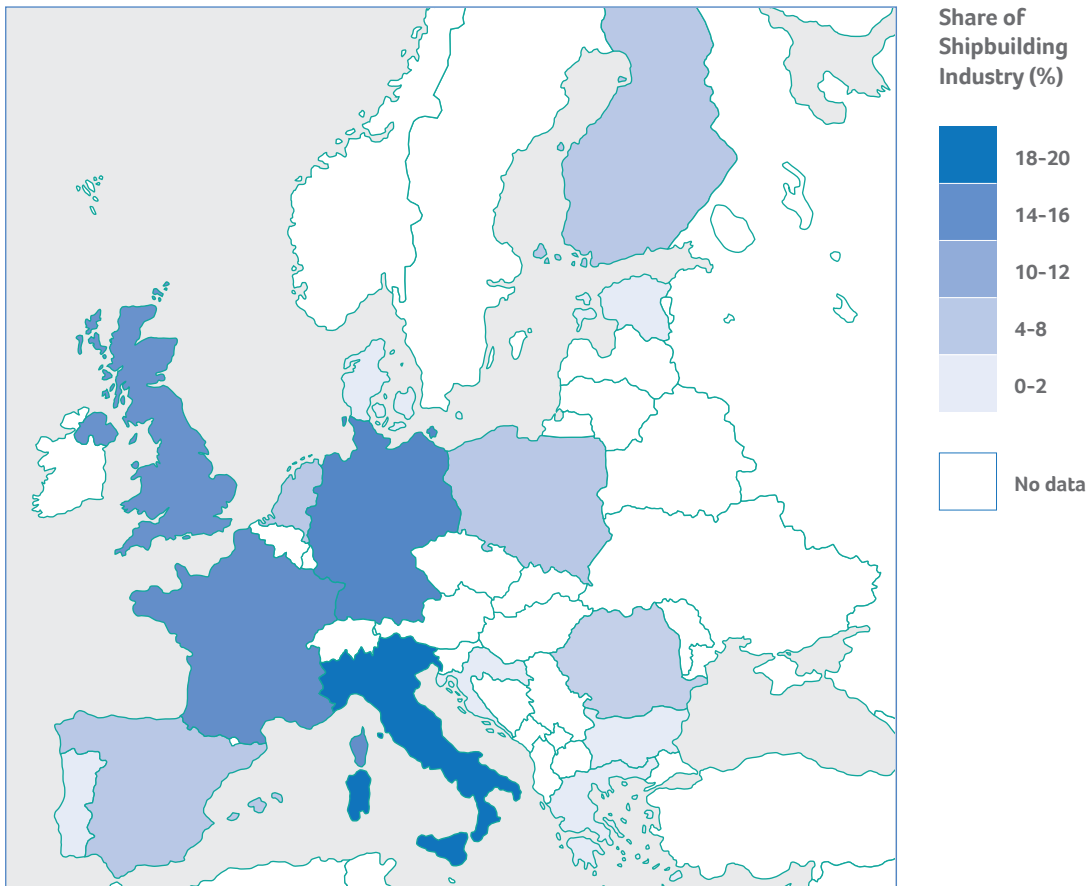 Share of
Shipbuilding
Industry (%)
18-20
14-16
10-12
4-8
0-2
No data